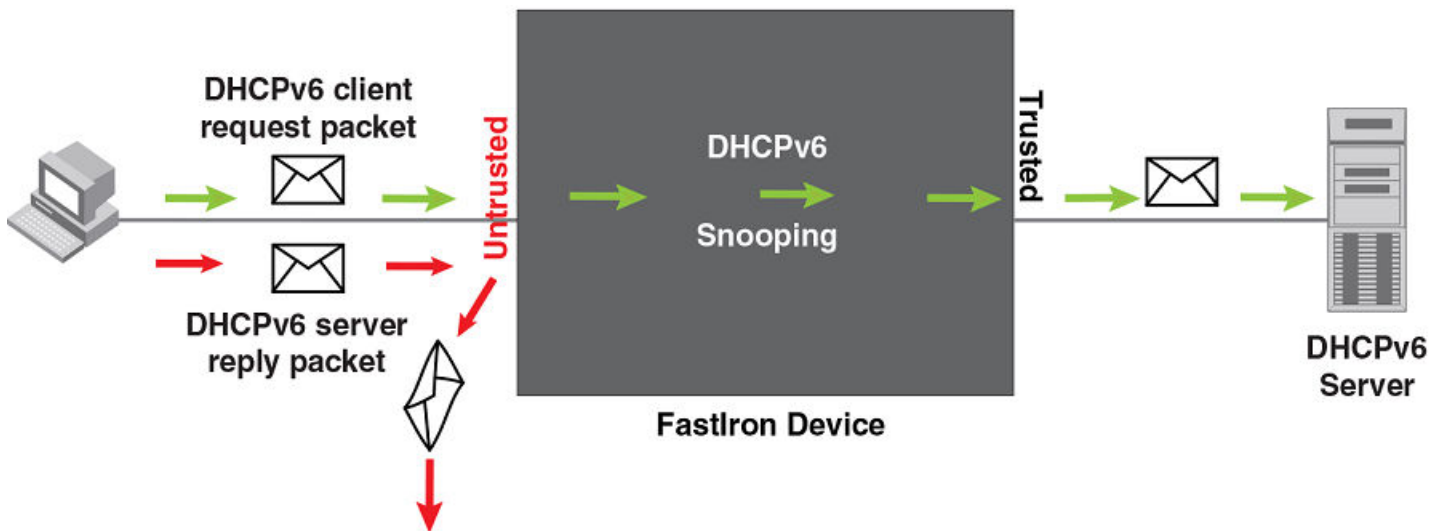 DHCPv6 client
request packet
Untrusted
DHCPv6
Snooping
Trusted
DHCPv6 server
reply packet
DHCPv6
Server
FastIron Device